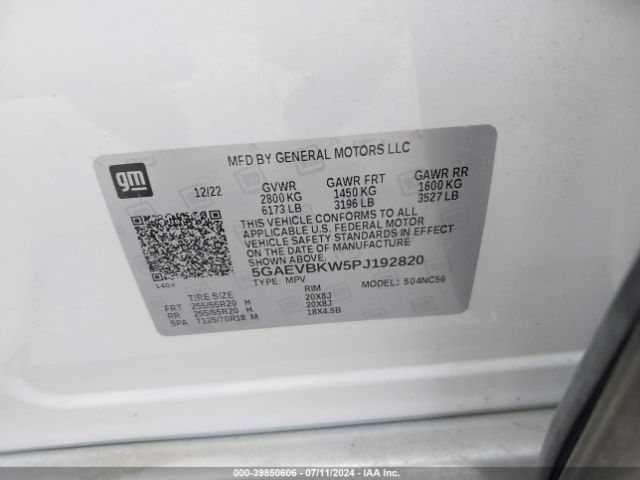 MFD BY GENERAL MOTORS LLC
gm
12/22 GVWR GAWR FRT GAWR RR
2800 KG 1450 KG 1600 KG
6173 LB 3196 LB 3527 LB
THIS VEHICLE CONFORMS TO ALL
APPLICABLE U.S. FEDERAL MOTOR
VEHICLE SAFETY STANDARDS IN EFFECT
ON THE DATE OF MANUFACTURE
SHOWN ABOVE.
5GAEVBKW5PJ192820
TYPE: MPV MODEL: 504NC56
140X
TIRE SIZE RIM
FRT 255/55R20 H 20X8J
RR 255/55R20 H 20X8J
SPA T135/70R18 M 18X4.5B
000-39850606 - 07/11/2024 - IAA Inc.